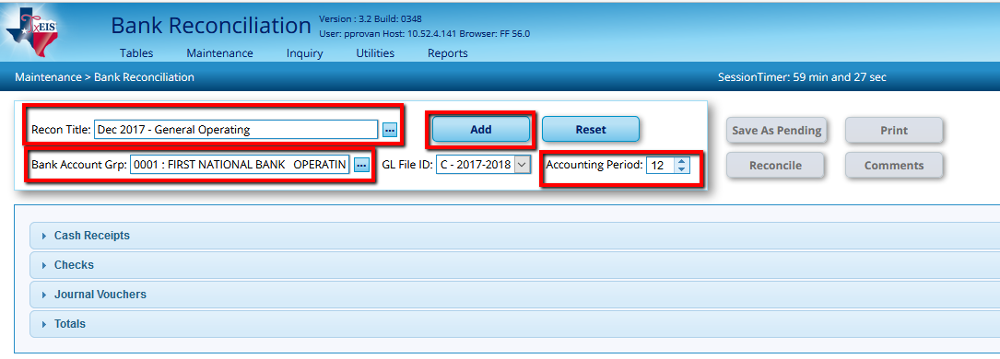 TxEIS
Bank Reconciliation
Version : 3.2 Build: 0348
User: pprovan Host: 10.52.4.141 Browser: FF 56.0
Tables Maintenance Inquiry Utilities Reports
Maintenance > Bank Reconciliation SessionTimer: 59 min and 27 sec
Recon Title: Dec 2017 - General Operating ... Add Reset Save As Pending Print
Bank Account Grp: 0001 : FIRST NATIONAL BANK OPERATIN ... GL File ID: C - 2017-2018 Accounting Period: 12 Reconcile Comments
Cash Receipts
Checks
Journal Vouchers
Totals